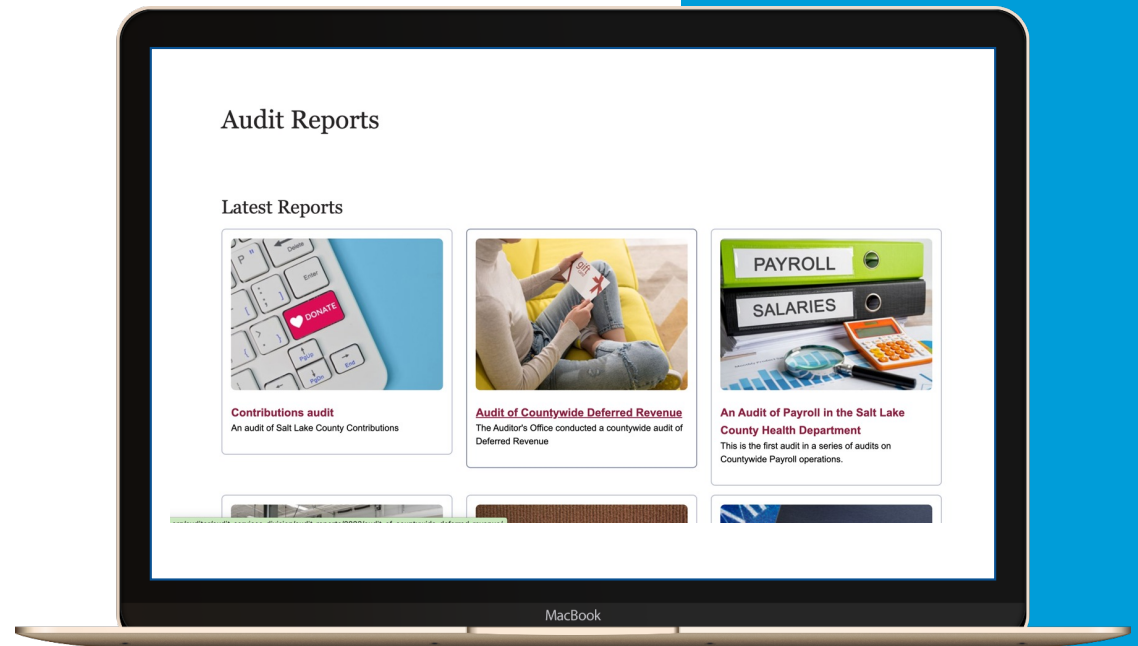 Audit Reports
Latest Reports
Delete
P
"
Enter
DONATE
PgUp
PgDn
End
gift
PAYROLL
SALARIES
Contributions audit
An audit of Salt Lake County Contributions
Audit of Countywide Deferred Revenue
The Auditor's Office conducted a countywide audit of
Deferred Revenue
An Audit of Payroll in the Salt Lake
County Health Department
This is the first audit in a series of audits on
Countywide Payroll operations.
MacBook